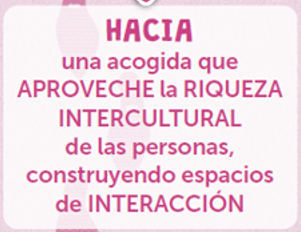 HACIA
una acogida que
APROVECHE la RIQUEZA
INTERCULTURAL
de las personas,
construyendo espacios
de INTERACCIÓN